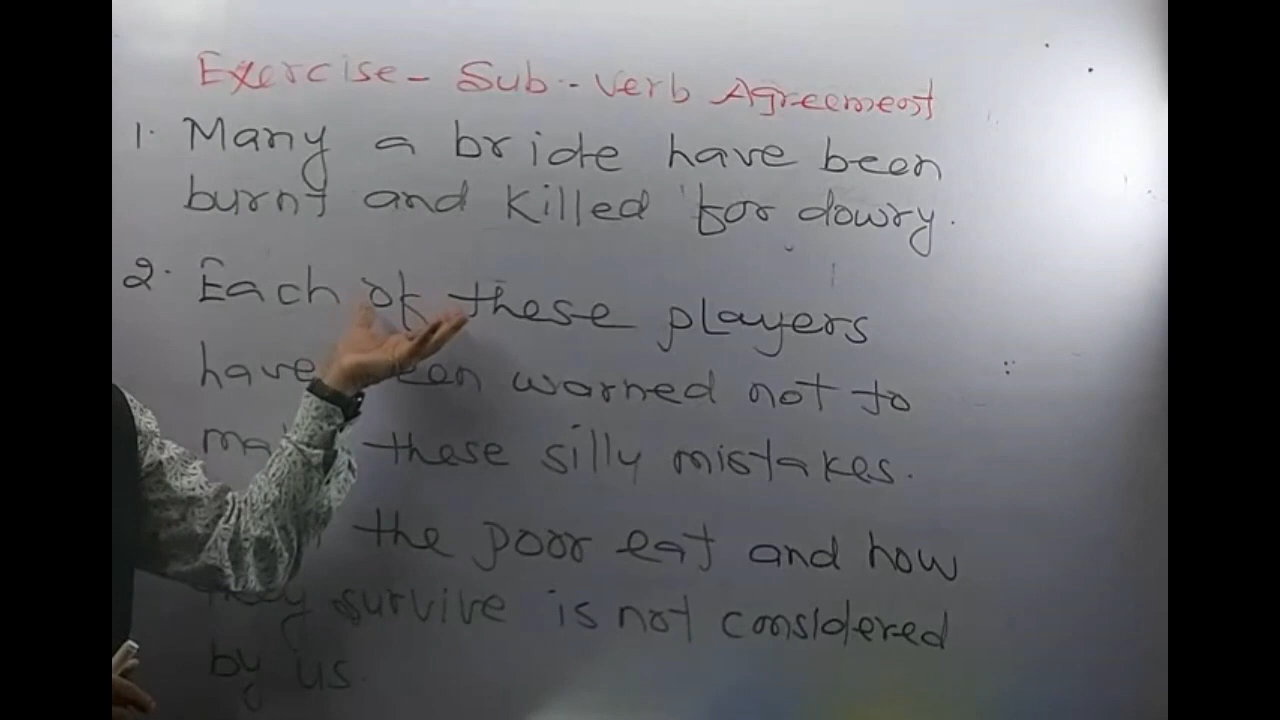 Exercise - Sub-Verb Agreement
1. Many a bride have been
burnt and killed for dowry.
2. Each of these players
have warned not to
these silly mistakes.
the poor eat and how
they survive is not considered
by us.